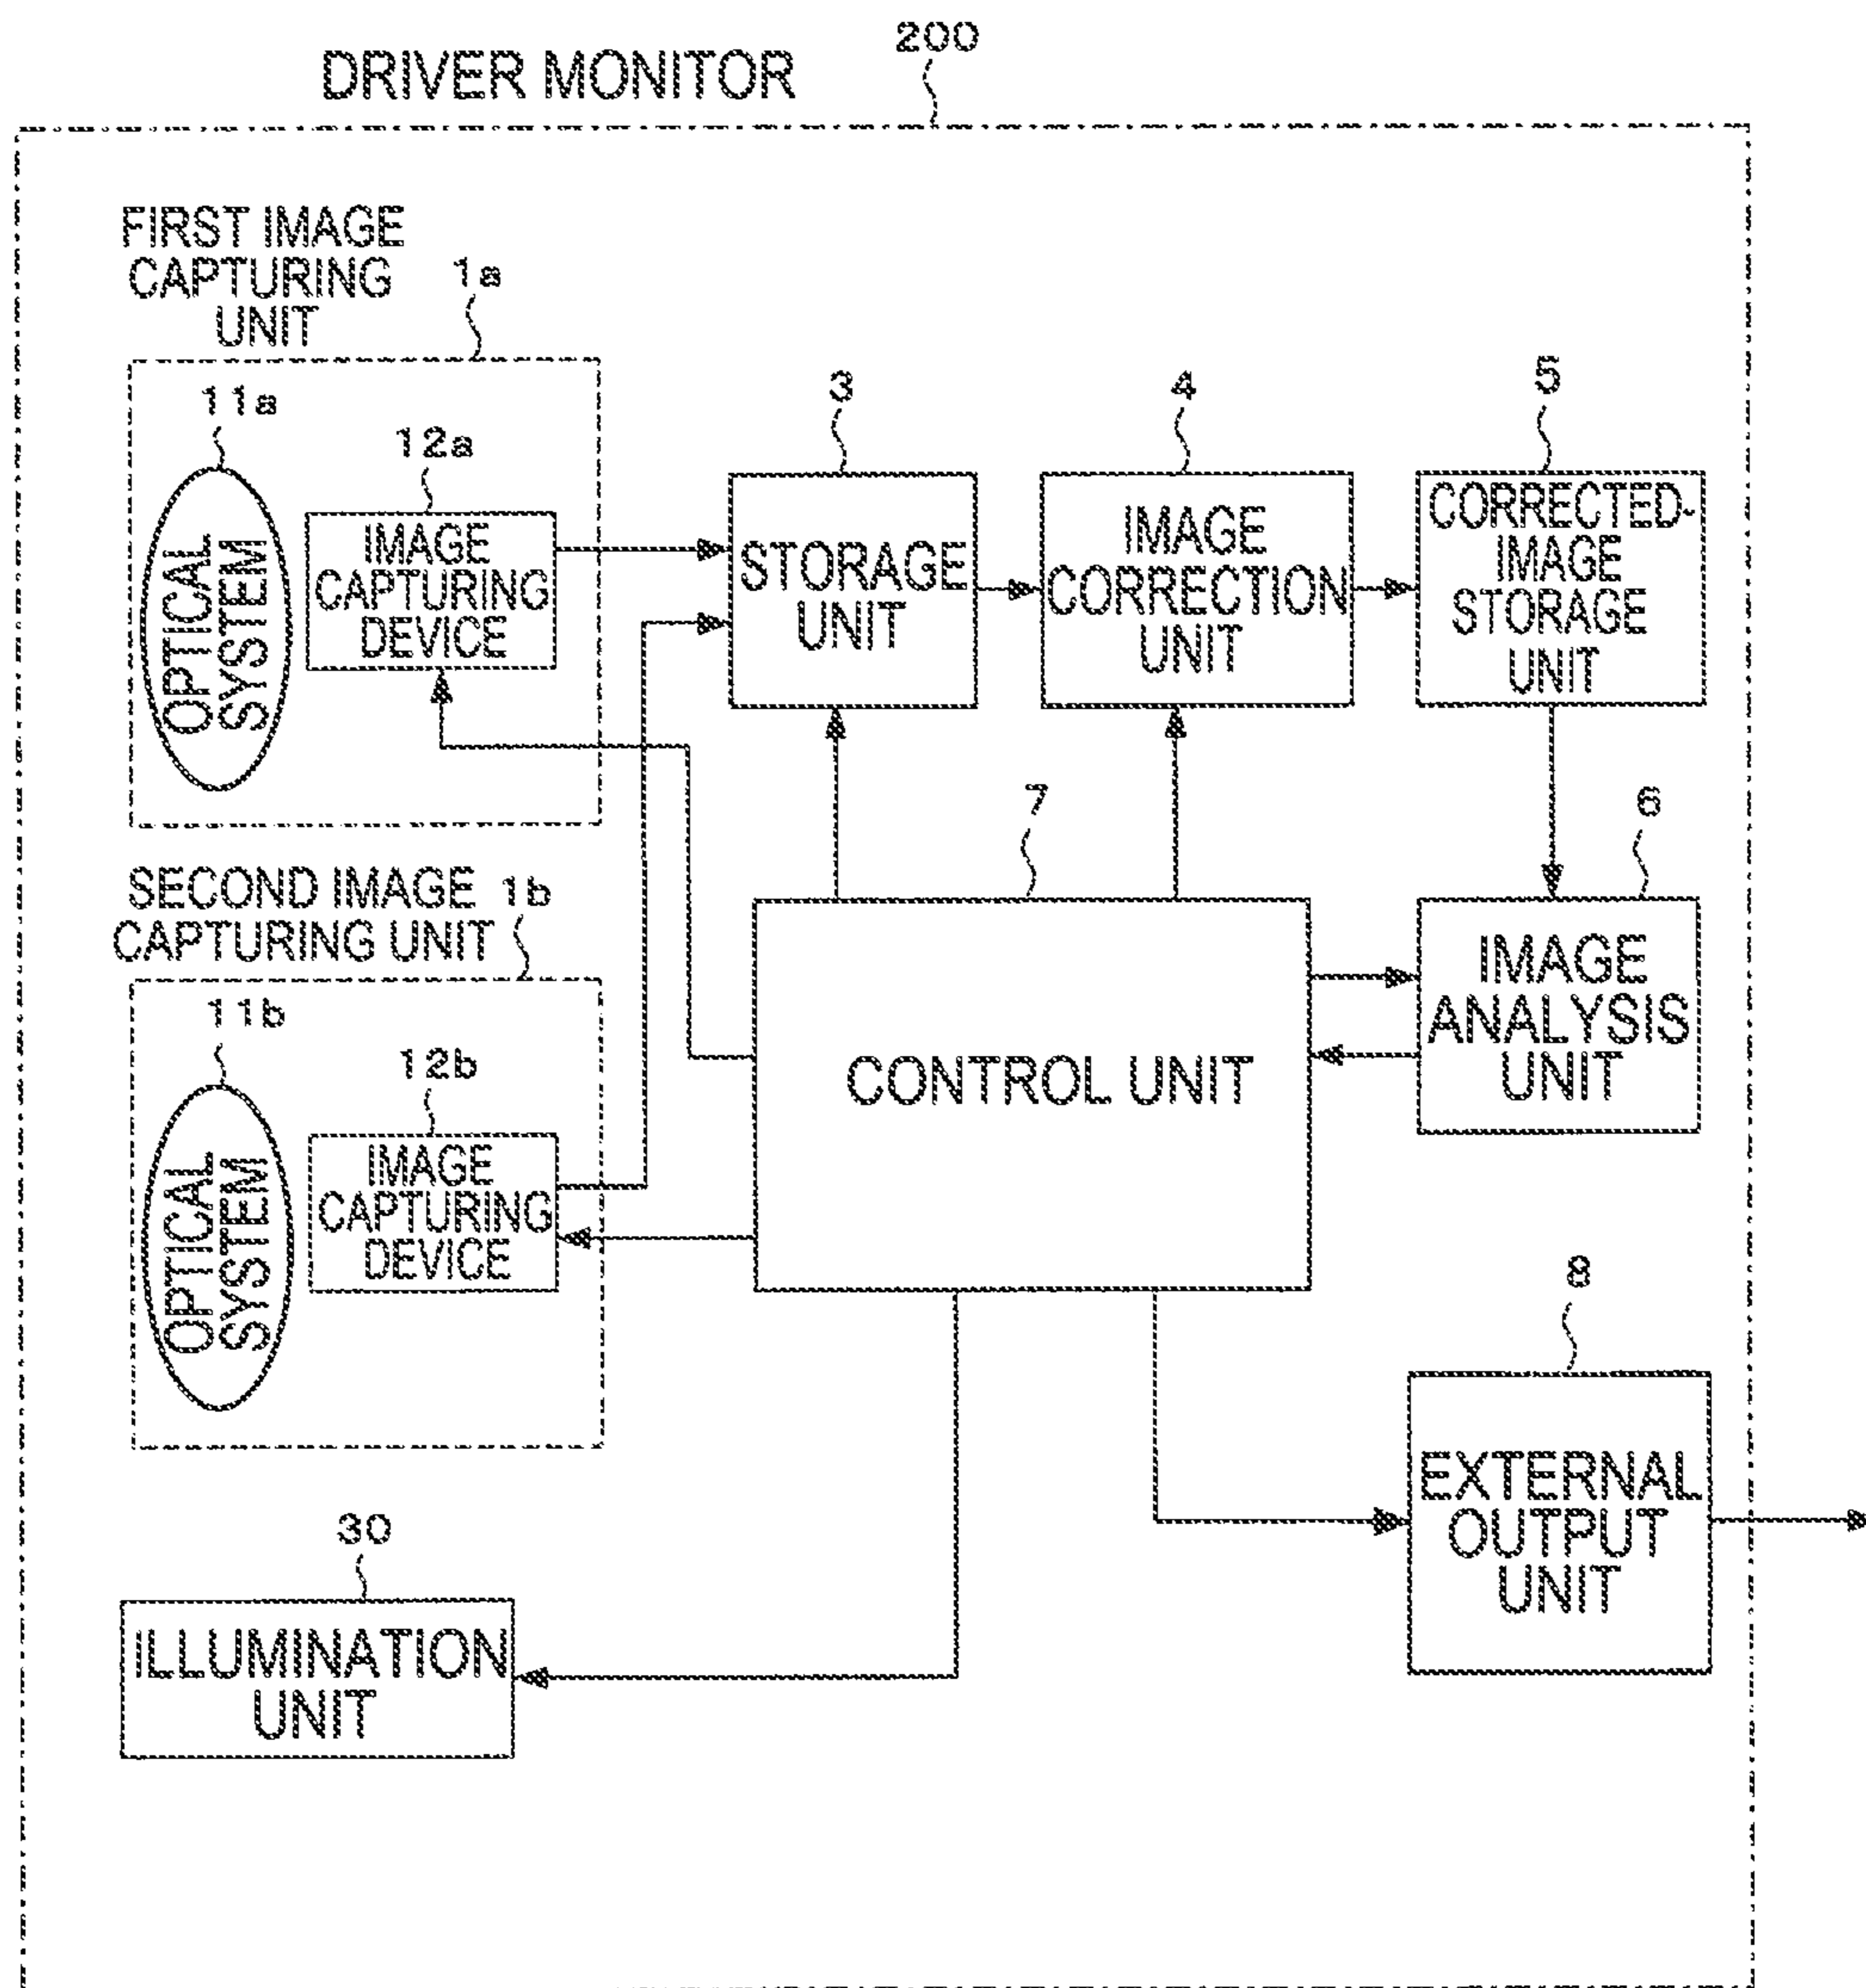 200
DRIVER MONITOR
FIRST IMAGE
CAPTURING
UNIT
1a
11a
OPTICAL
SYSTEM
12a
IMAGE
CAPTURING
DEVICE
3
STORAGE
UNIT
4
IMAGE
CORRECTION
UNIT
5
CORRECTED-
IMAGE
STORAGE
UNIT
SECOND IMAGE
CAPTURING UNIT
1b
11b
OPTICAL
SYSTEM
12b
IMAGE
CAPTURING
DEVICE
7
CONTROL UNIT
6
IMAGE
ANALYSIS
UNIT
8
EXTERNAL
OUTPUT
UNIT
30
ILLUMINATION
UNIT